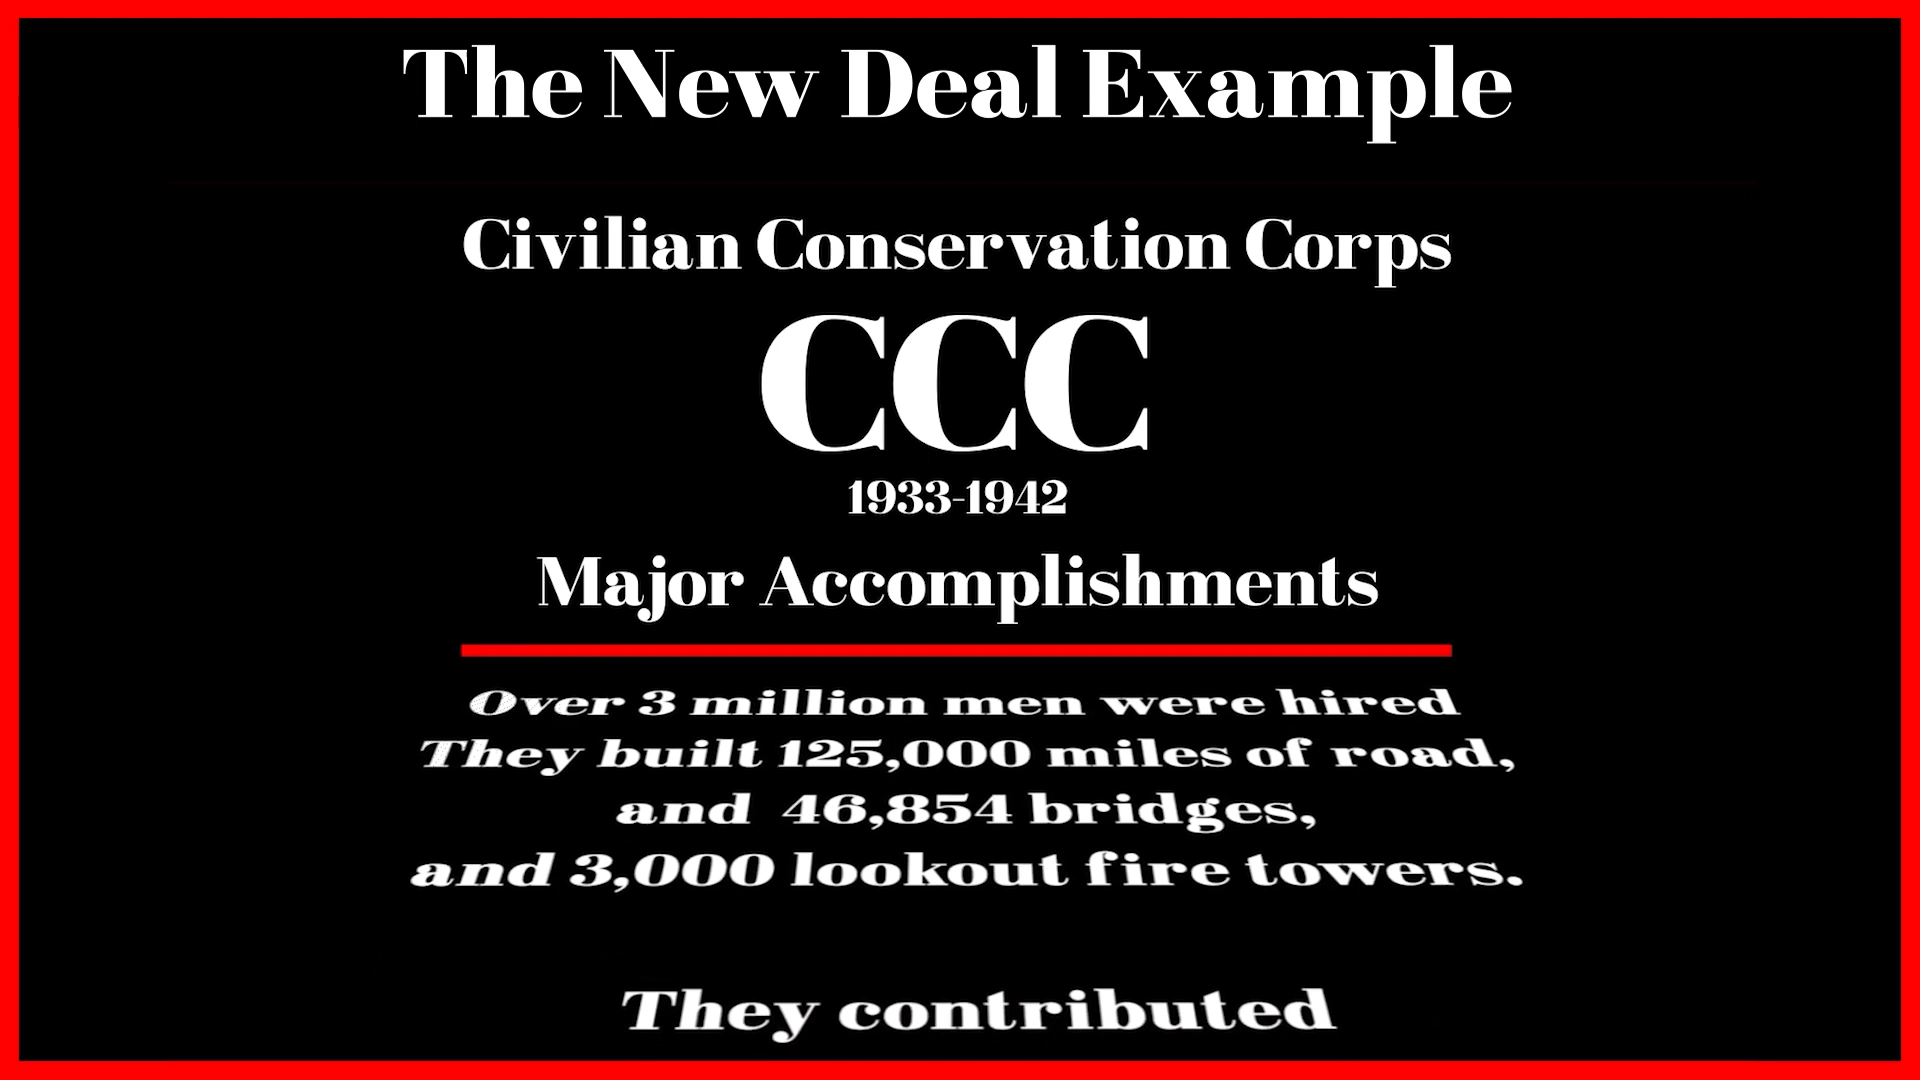 The New Deal Example
Civilian Conservation Corps
CCC
1933-1942
Major Accomplishments
Over 3 million men were hired
They built 125,000 miles of road,
and 46,854 bridges,
and 3,000 lookout fire towers.
They contributed